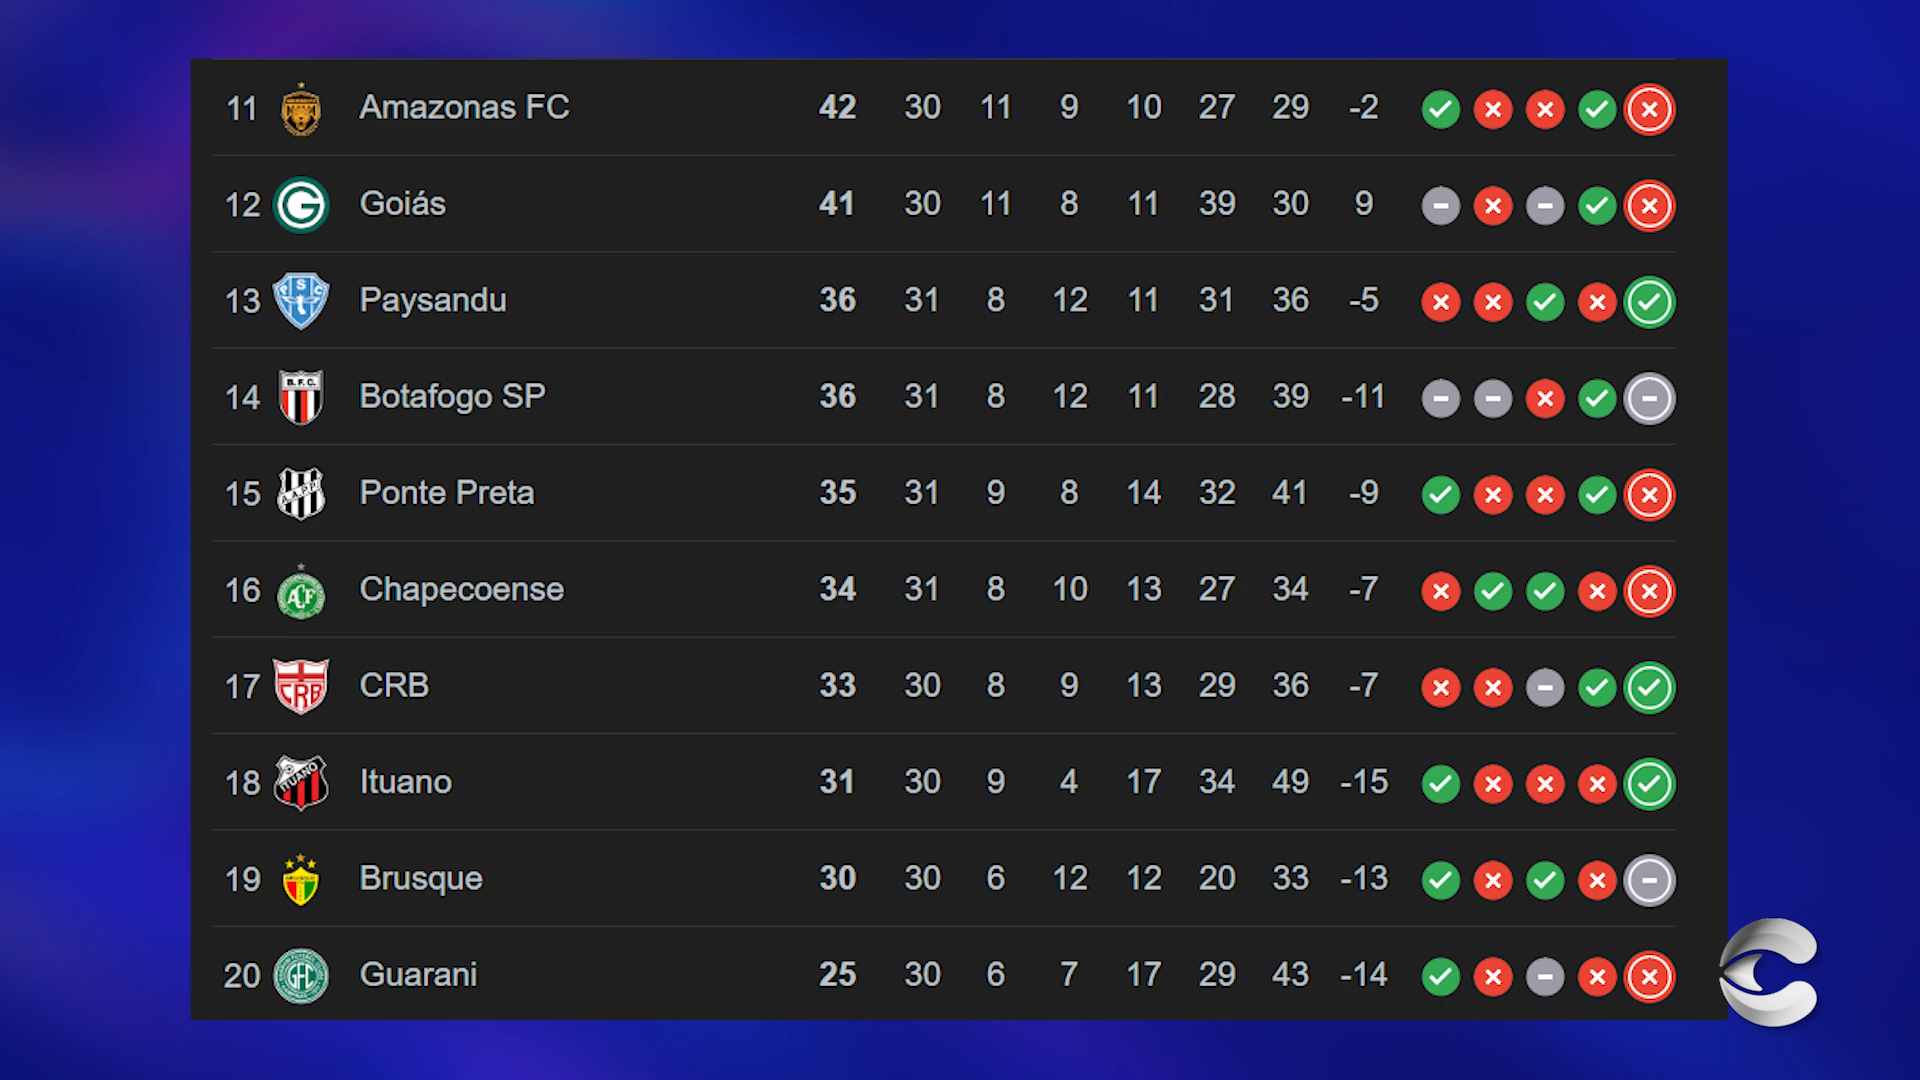 11 Amazonas FC 42 30 11 9 10 27 29 -2
12 G Goiás 41 30 11 8 11 39 30 9
13 PSC Paysandu 36 31 8 12 11 31 36 -5
14 B.F.C. Botafogo SP 36 31 8 12 11 28 39 -11
15 Ponte Preta 35 31 9 8 14 32 41 -9
16 ACF Chapecoense 34 31 8 10 13 27 34 -7
17 CRB CRB 33 30 8 9 13 29 36 -7
18 ITUANO Ituano 31 30 9 4 17 34 49 -15
19 Brusque 30 30 6 12 12 20 33 -13
20 GFC Guarani 25 30 6 7 17 29 43 -14